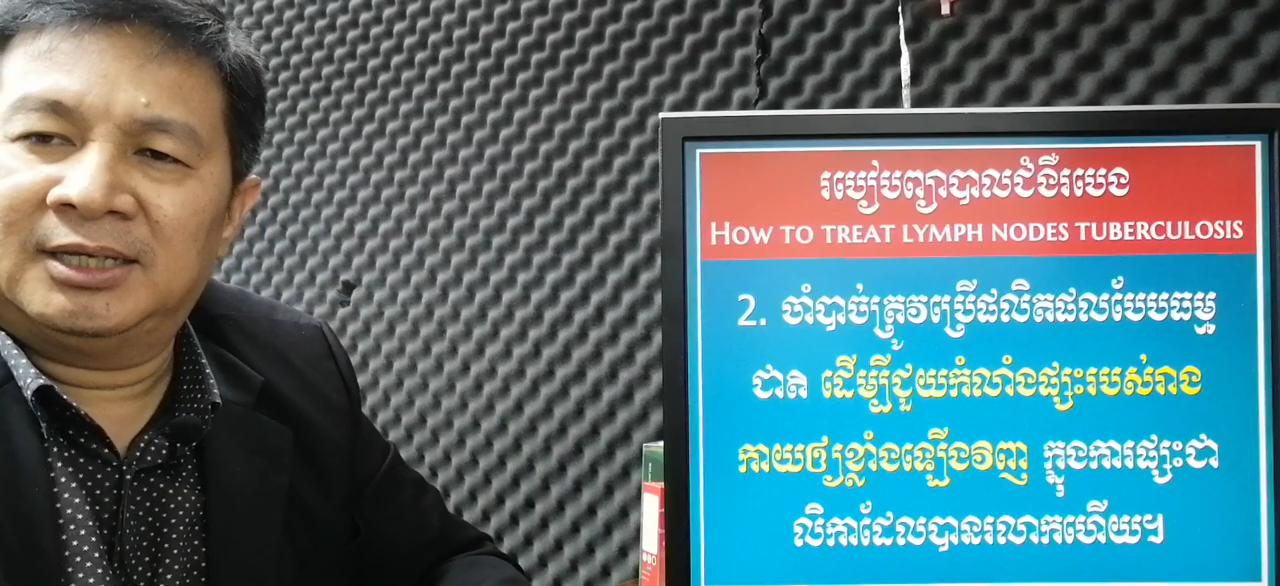 របៀបព្យាបាលជំងឺរបេង
HOW TO TREAT LYMPH NODES TUBERCULOSIS
2. ចាំបាច់ត្រូវប្រើផលិតផលបែបធម្ម
ជាតិ ដើម្បីជួយកំលាំងផ្សះរបស់រាង
កាយឲ្យខ្លាំងឡើងវិញ ក្នុងការផ្សះជា
លិកាដែលបានរលាកហើយ។